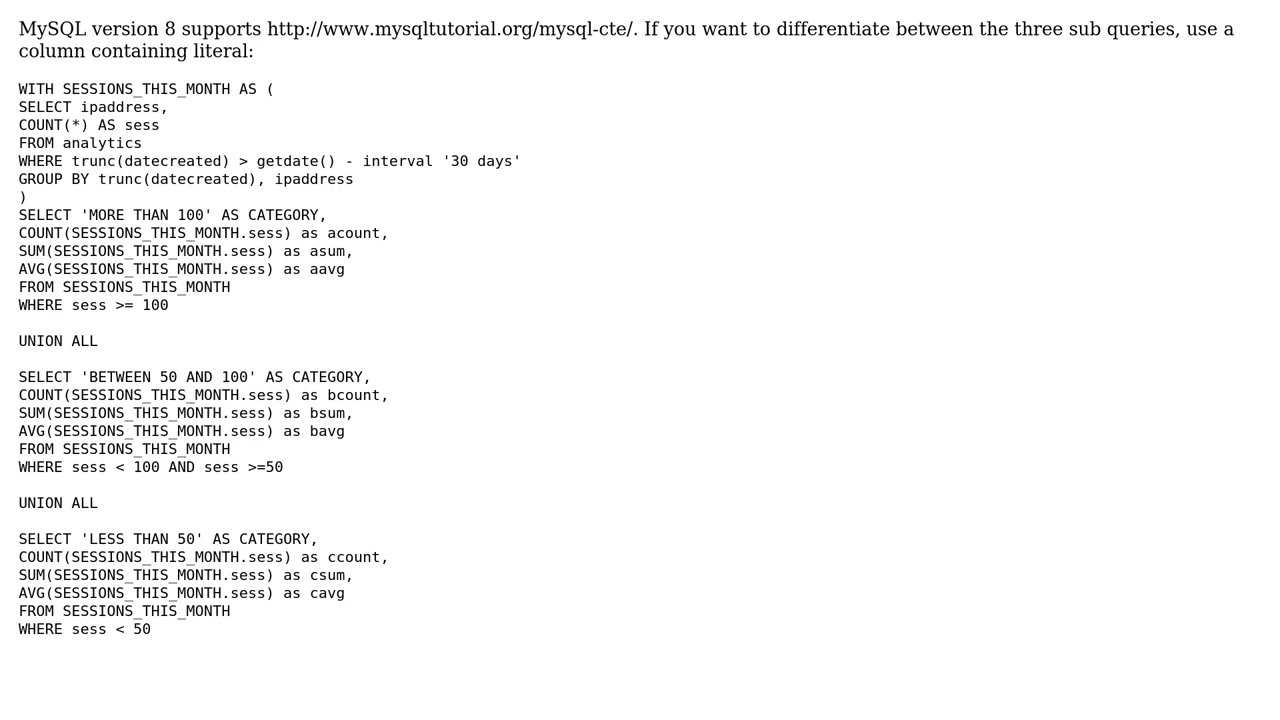 MySQL version 8 supports http://www.mysqltutorial.org/mysql-cte/. If you want to differentiate between the three sub queries, use a
column containing literal:
WITH SESSIONS_THIS_MONTH AS (
SELECT ipaddress,
COUNT(*) AS sess
FROM analytics
WHERE trunc(datecreated) > getdate() - interval '30 days'
GROUP BY trunc(datecreated), ipaddress
)
SELECT 'MORE THAN 100' AS CATEGORY,
COUNT(SESSIONS_THIS_MONTH.sess) as acount,
SUM(SESSIONS_THIS_MONTH.sess) as asum,
AVG(SESSIONS_THIS_MONTH.sess) as aavg
FROM SESSIONS_THIS_MONTH
WHERE sess >= 100
UNION ALL
SELECT 'BETWEEN 50 AND 100' AS CATEGORY,
COUNT(SESSIONS_THIS_MONTH.sess) as bcount,
SUM(SESSIONS_THIS_MONTH.sess) as bsum,
AVG(SESSIONS_THIS_MONTH.sess) as bavg
FROM SESSIONS_THIS_MONTH
WHERE sess < 100 AND sess >=50
UNION ALL
SELECT 'LESS THAN 50' AS CATEGORY,
COUNT(SESSIONS_THIS_MONTH.sess) as ccount,
SUM(SESSIONS_THIS_MONTH.sess) as csum,
AVG(SESSIONS_THIS_MONTH.sess) as cavg
FROM SESSIONS_THIS_MONTH
WHERE sess < 50